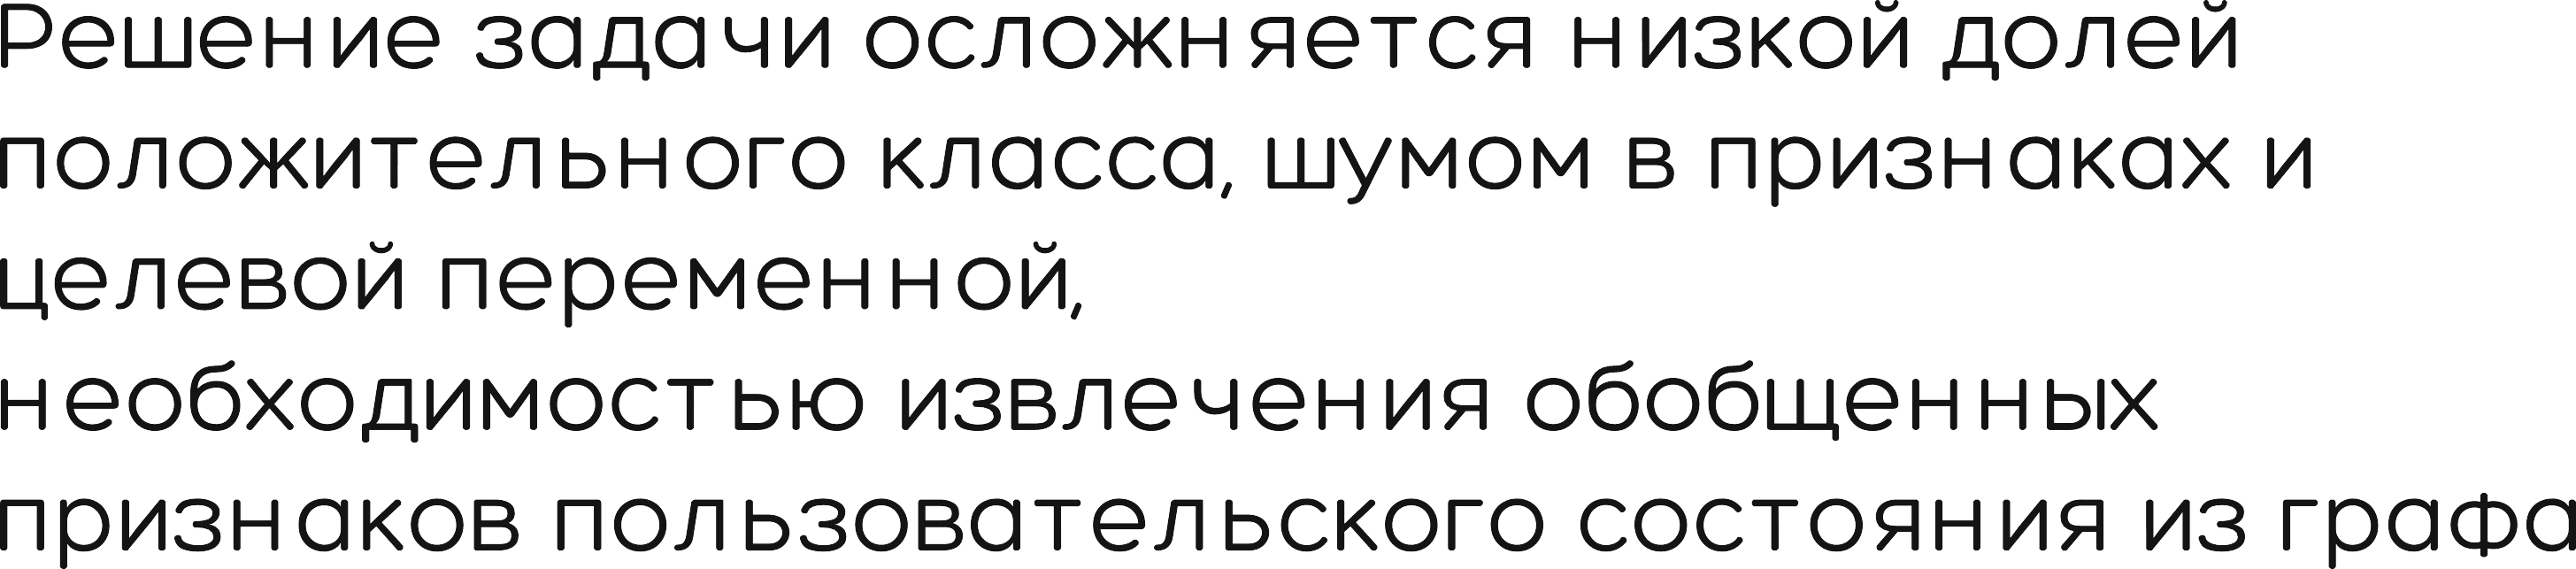 Решение задачи осложняется низкой долей
положительного класса, шумом в признаках и
целевой переменной,
необходимостью извлечения обобщенных
признаков пользовательского состояния из графа